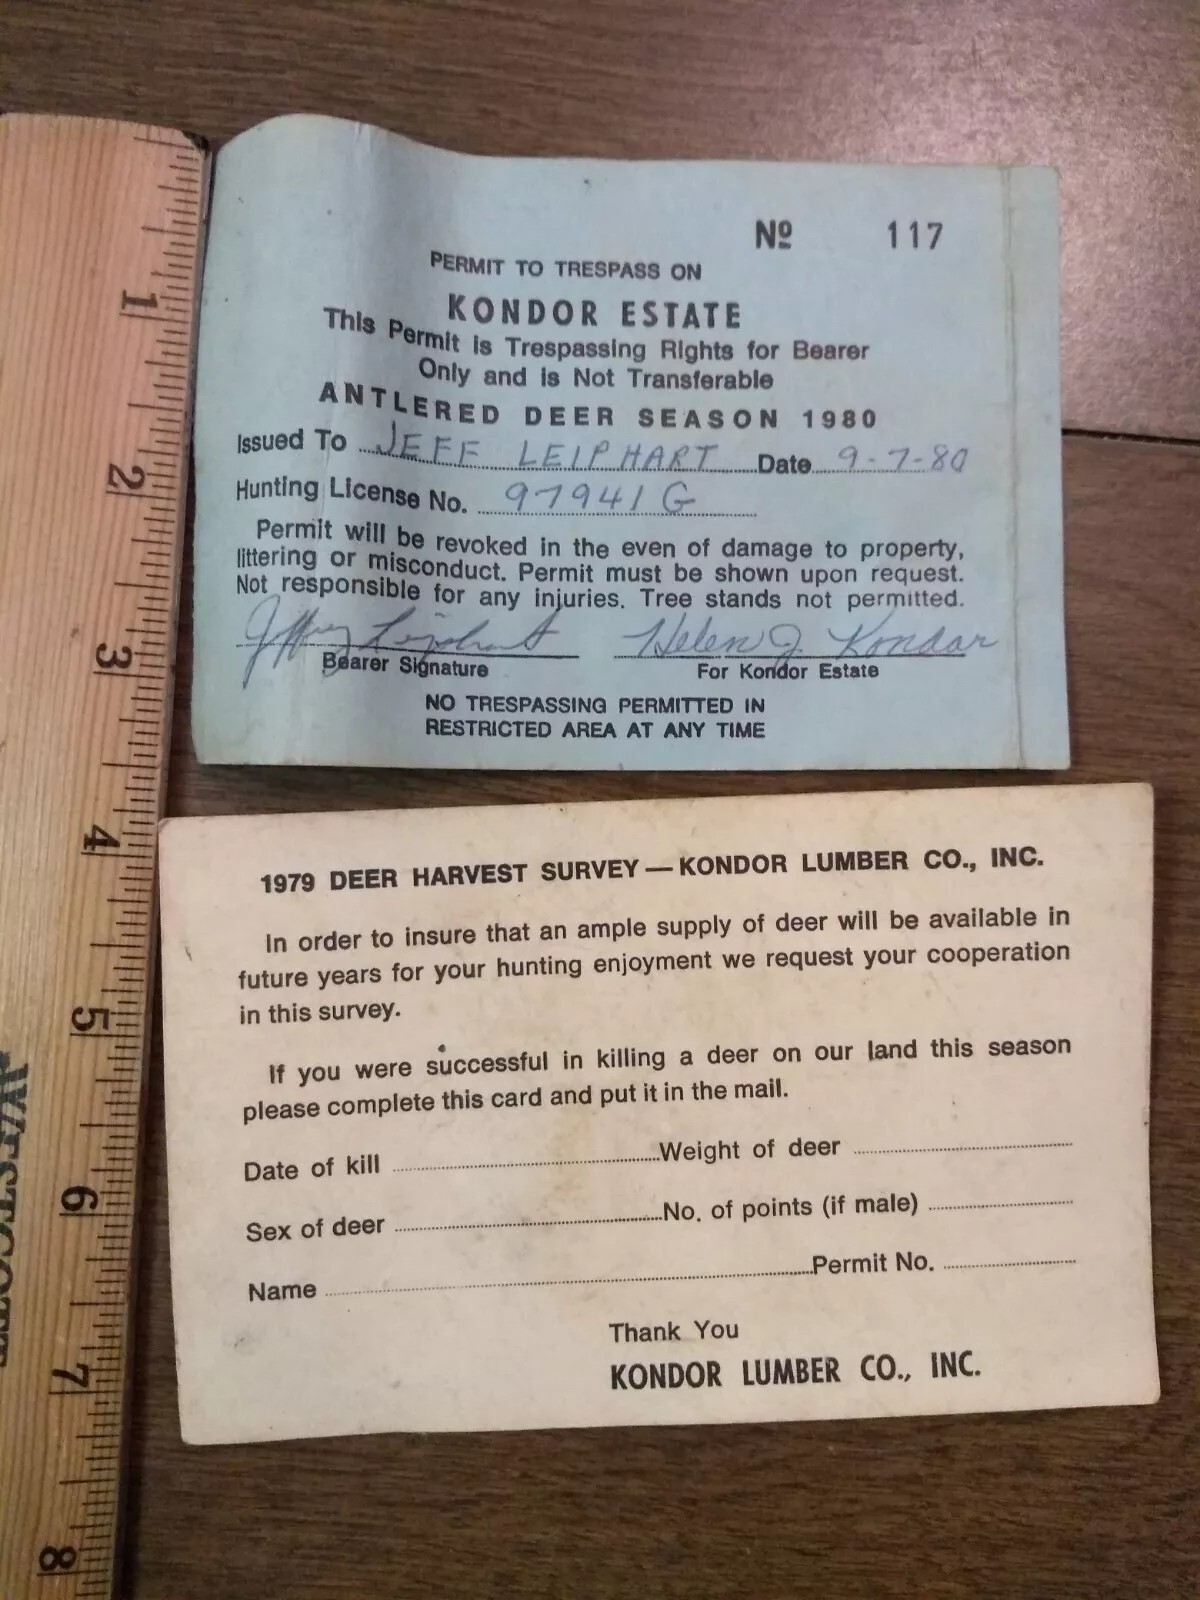 Nº 117
PERMIT TO TRESPASS ON
KONDOR ESTATE
This Permit is Trespassing Rights for Bearer
Only and is Not Transferable
ANTLERED DEER SEASON 1980
Issued To JEFF LEIPHART Date 9-7-80
Hunting License No. 97941 G
Permit will be revoked in the even of damage to property,
littering or misconduct. Permit must be shown upon request.
Not responsible for any injuries. Tree stands not permitted.
Jeffrey Leiphart Helen J. Kondor
Bearer Signature For Kondor Estate
NO TRESPASSING PERMITTED IN
RESTRICTED AREA AT ANY TIME
1979 DEER HARVEST SURVEY — KONDOR LUMBER CO., INC.
In order to insure that an ample supply of deer will be available in
future years for your hunting enjoyment we request your cooperation
in this survey.
If you were successful in killing a deer on our land this season
please complete this card and put it in the mail.
Date of kill Weight of deer
Sex of deer No. of points (if male)
Name Permit No.
Thank You
KONDOR LUMBER CO., INC.
1
2
3
4
5
6
7
8
WESTCOTT